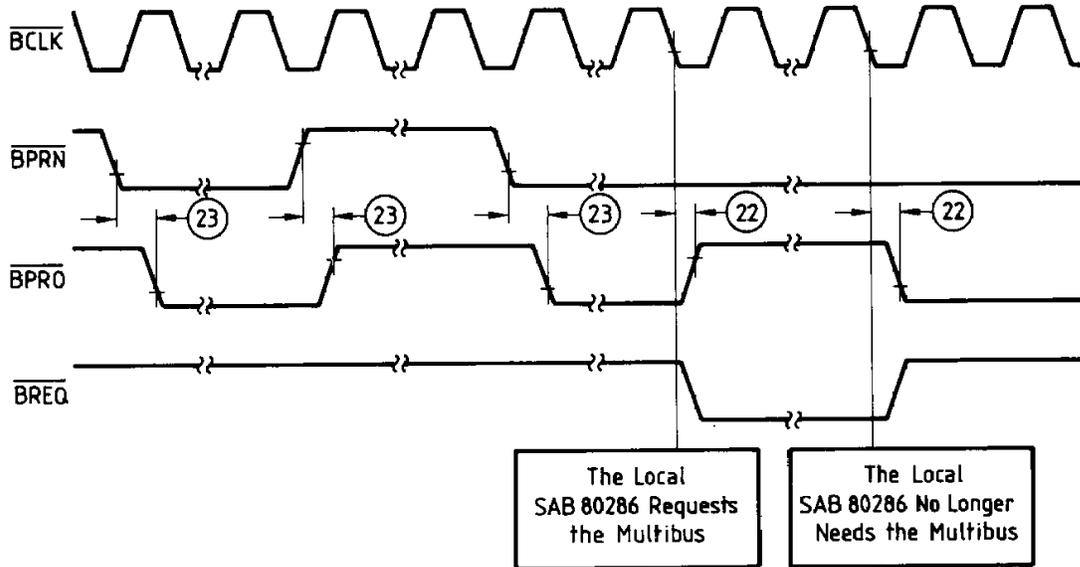 BCLK
BPRN
23
23
23
22
22
BPRO
BREQ
The Local
SAB 80286 Requests
the Multibus
The Local
SAB 80286 No Longer
Needs the Multibus